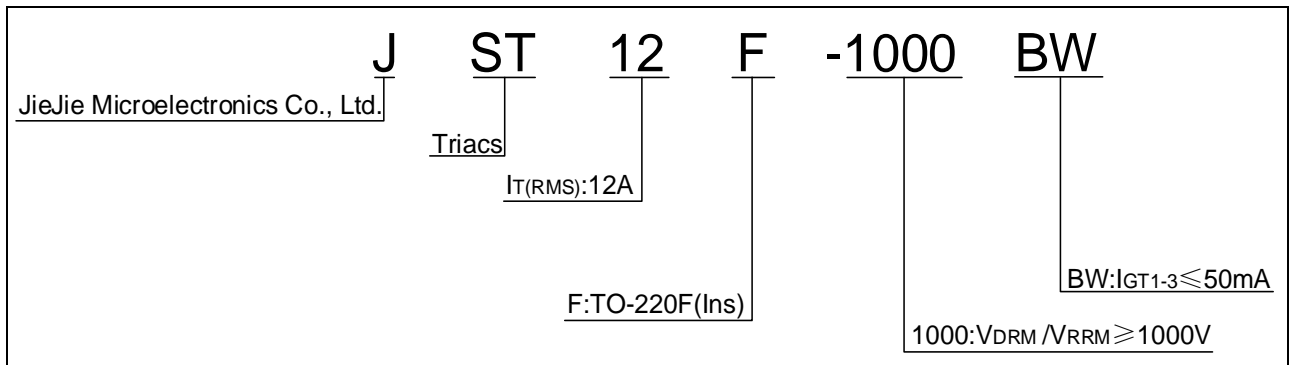 J ST 12 F -1000 BW
JieJie Microelectronics Co., Ltd.
Triacs
IT(RMS):12A
BW:IGT1-3≤50mA
F:TO-220F(Ins)
1000:VDRM /VRRM≥1000V